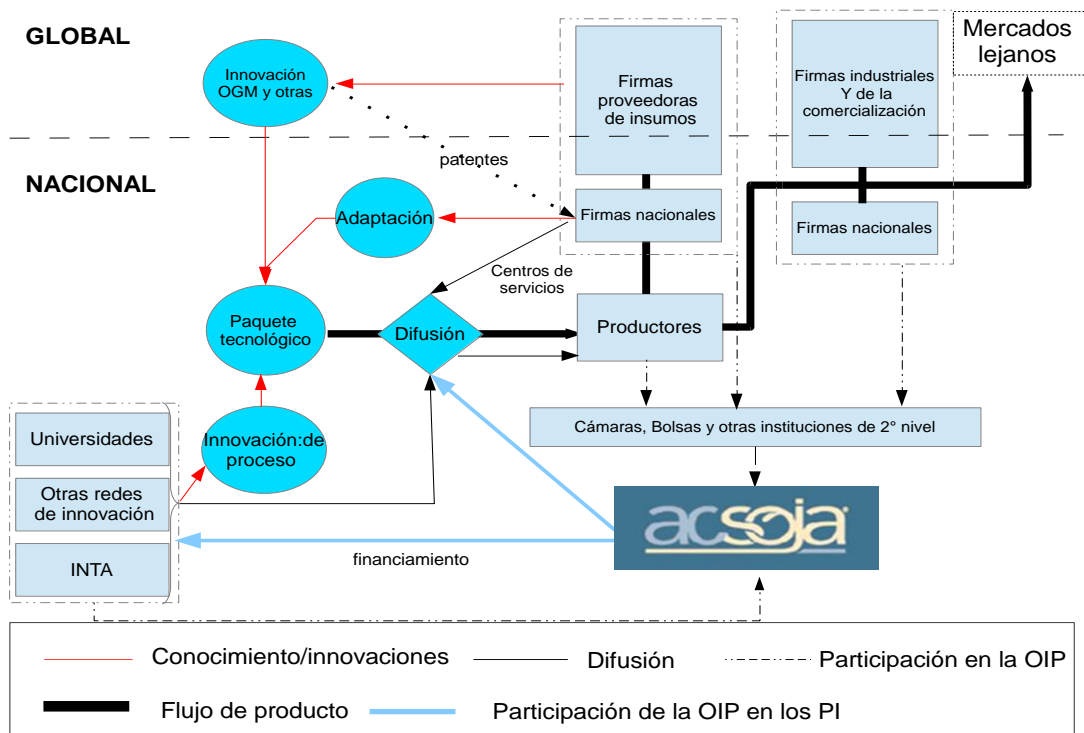 GLOBAL
Innovación
OGM y otras
Firmas
proveedoras
de insumos
Firmas industriales
Y de la
comercialización
Mercados
lejanos
patentes
NACIONAL
Adaptación
Firmas nacionales
Firmas nacionales
Centros de
servicios
Paquete
tecnológico
Difusión
Productores
Universidades
Innovación:de
proceso
Cámaras, Bolsas y otras instituciones de 2° nivel
Otras redes
de innovación
acsoja
INTA
financiamiento
Conocimiento/innovaciones
Difusión
Participación en la OIP
Flujo de producto
Participación de la OIP en los PI